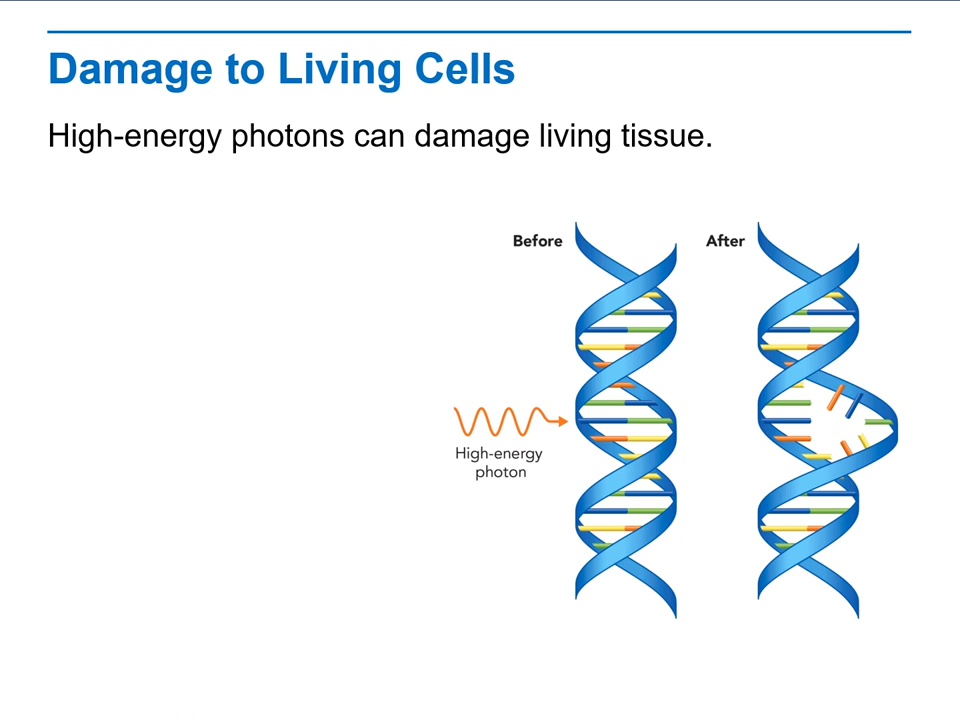 Damage to Living Cells
High-energy photons can damage living tissue.
Before
After
High-energy
photon